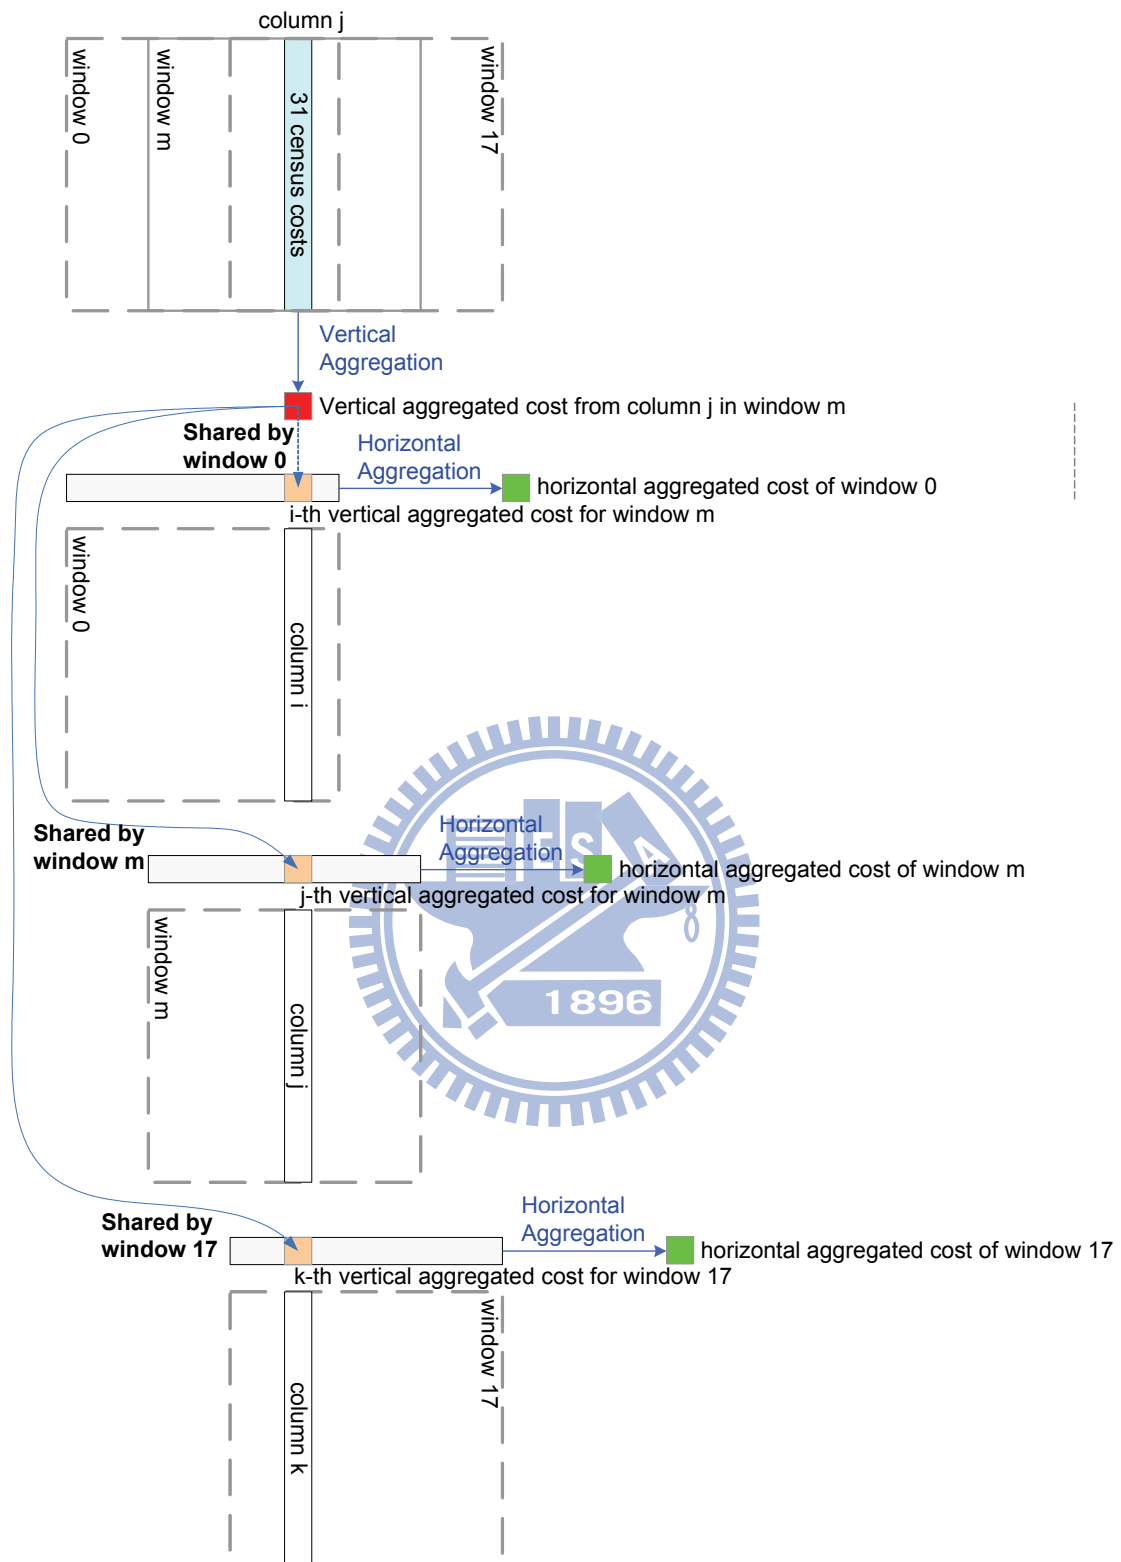 column j
window 0
window m
31 census costs
window 17
Vertical
Aggregation
Vertical aggregated cost from column j in window m
Shared by
window 0
Horizontal
Aggregation
horizontal aggregated cost of window 0
i-th vertical aggregated cost for window m
window 0
column i
Shared by
window m
Horizontal
Aggregation
horizontal aggregated cost of window m
j-th vertical aggregated cost for window m
window m
column j
E S A
8
1896
Shared by
window 17
Horizontal
Aggregation
horizontal aggregated cost of window 17
k-th vertical aggregated cost for window 17
column k
window 17